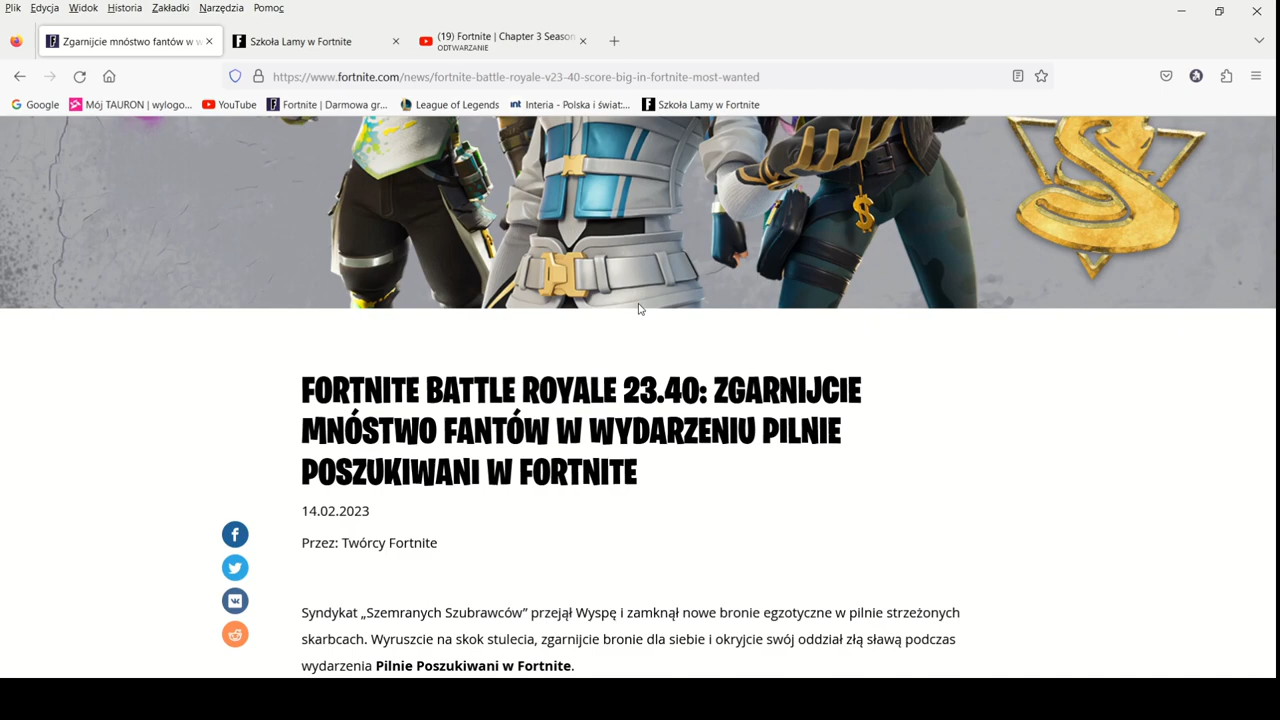 Plik Edycja Widok Historia Zakładki Narzędzia Pomoc
Zgarnijcie mnóstwo fantów w w
Szkoła Lamy w Fortnite
(19) Fortnite | Chapter 3 Season
ODTWARZANIE
https://www.fortnite.com/news/fortnite-battle-royale-v23-40-score-big-in-fortnite-most-wanted
Google Mój TAURON | wylogo... YouTube Fortnite | Darmowa gr... League of Legends int Interia - Polska i świat:... Szkoła Lamy w Fortnite
FORTNITE BATTLE ROYALE 23.40: ZGARNIJCIE
MNÓSTWO FANTÓW W WYDARZENIU PILNIE
POSZUKIWANI W FORTNITE
14.02.2023
Przez: Twórcy Fortnite
Syndykat „Szemranych Szubrawców” przejął Wyspę i zamknął nowe bronie egzotyczne w pilnie strzeżonych
skarbcach. Wyruszcie na skok stulecia, zgarnijcie bronie dla siebie i okryjcie swój oddział złą sławą podczas
wydarzenia Pilnie Poszukiwani w Fortnite.